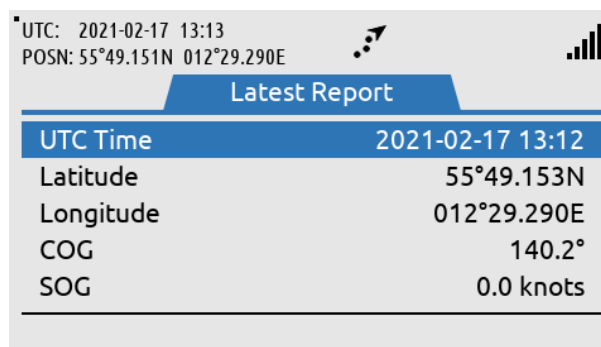 UTC: 2021-02-17 13:13
POSN: 55°49.151N 012°29.290E
Latest Report
UTC Time 2021-02-17 13:12
Latitude 55°49.153N
Longitude 012°29.290E
COG 140.2°
SOG 0.0 knots